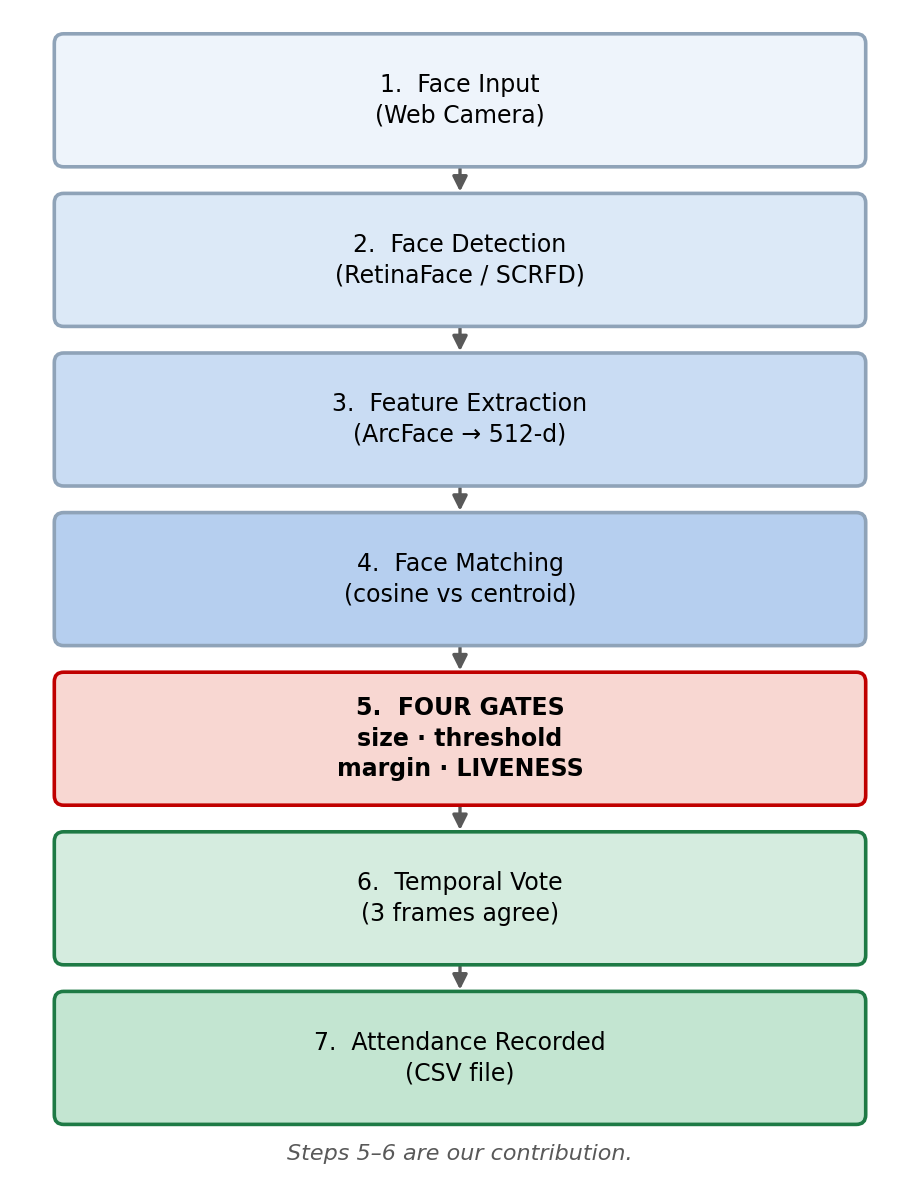 1.  Face Input
(Web Camera)
2.  Face Detection
(RetinaFace / SCRFD)
3.  Feature Extraction
(ArcFace → 512-d)
4.  Face Matching
(cosine vs centroid)
5.  FOUR GATES
size · threshold
margin · LIVENESS
6.  Temporal Vote
(3 frames agree)
7.  Attendance Recorded
(CSV file)
Steps 5–6 are our contribution.